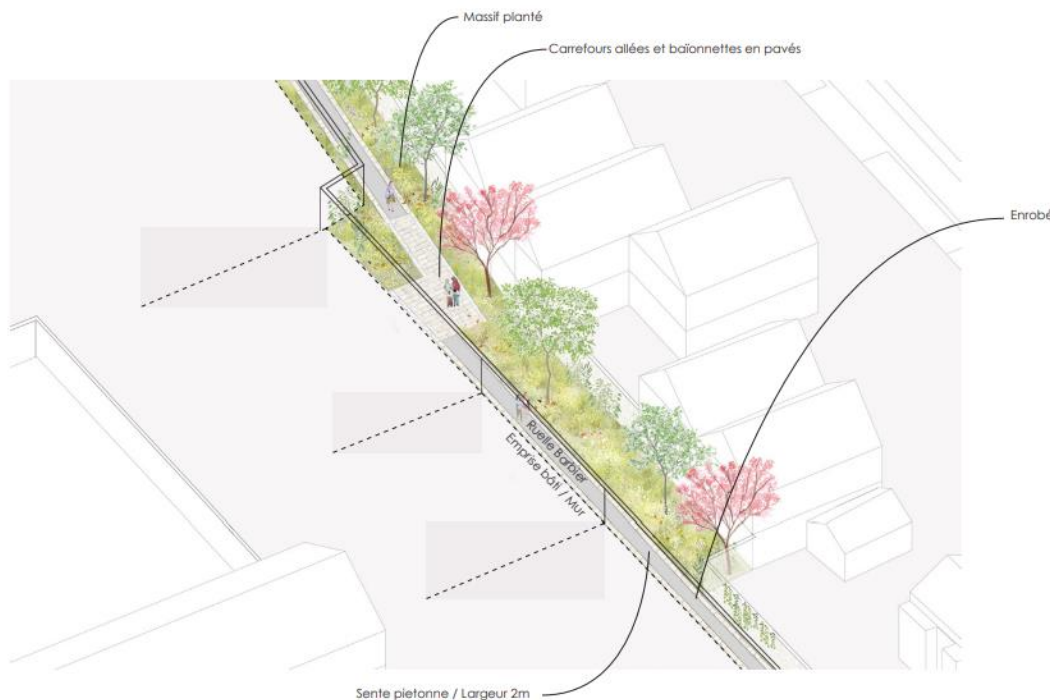 Massif planté
Carrefours allées et baïonnettes en pavés
Enrobé
Ruelle Barbier
Emprise bâti / Mur
Sente pietonne / Largeur 2m